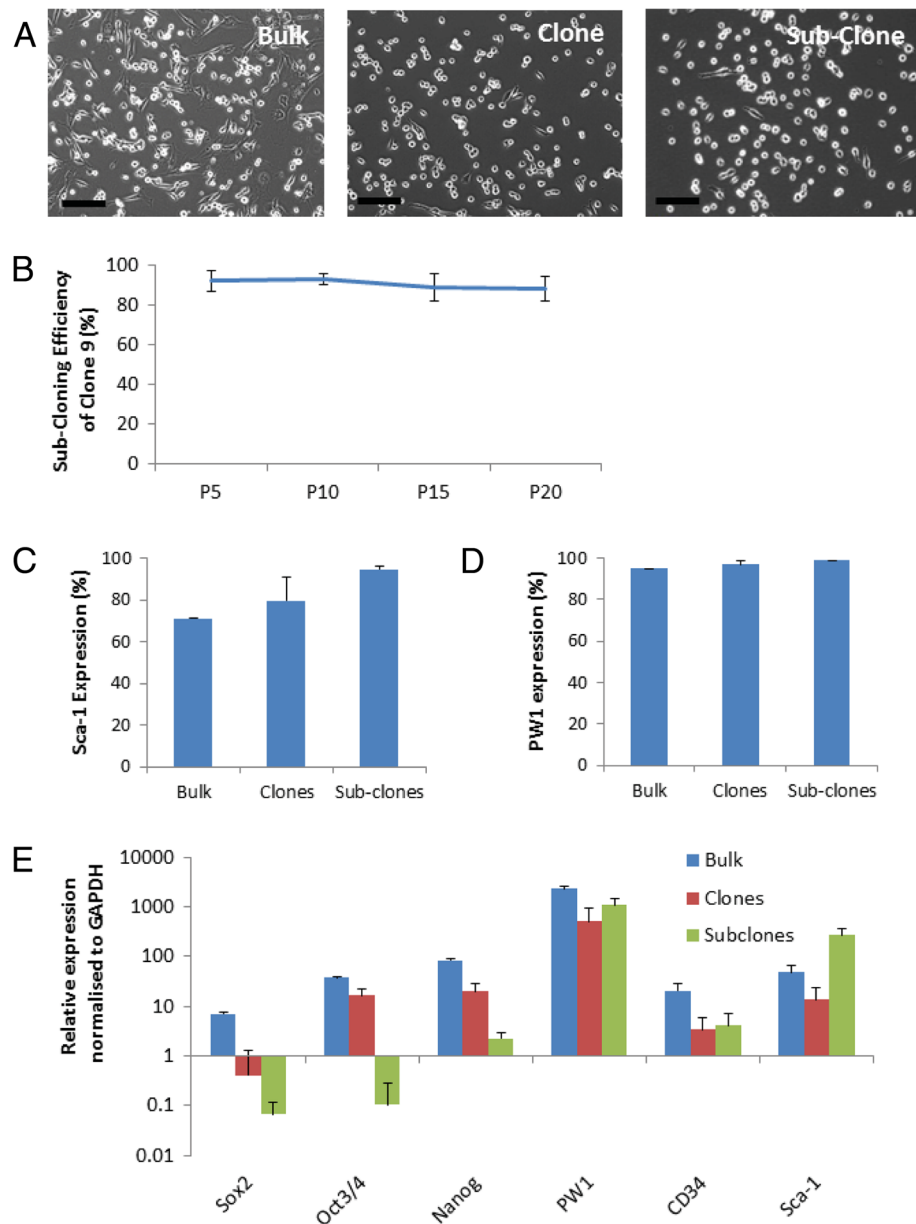 A
Bulk
Clone
Sub-Clone
B
Sub-Cloning Efficiency
of Clone 9 (%)
100
80
60
40
20
0
P5
P10
P15
P20
C
Sca-1 Expression (%)
100
80
60
40
20
0
Bulk
Clones
Sub-clones
D
PW1 expression (%)
100
80
60
40
20
0
Bulk
Clones
Sub-clones
E
Relative expression
normalised to GAPDH
10000
1000
100
10
1
0.1
0.01
Bulk
Clones
Subclones
Sox2
Oct3/4
Nanog
PW1
CD34
Sca-1